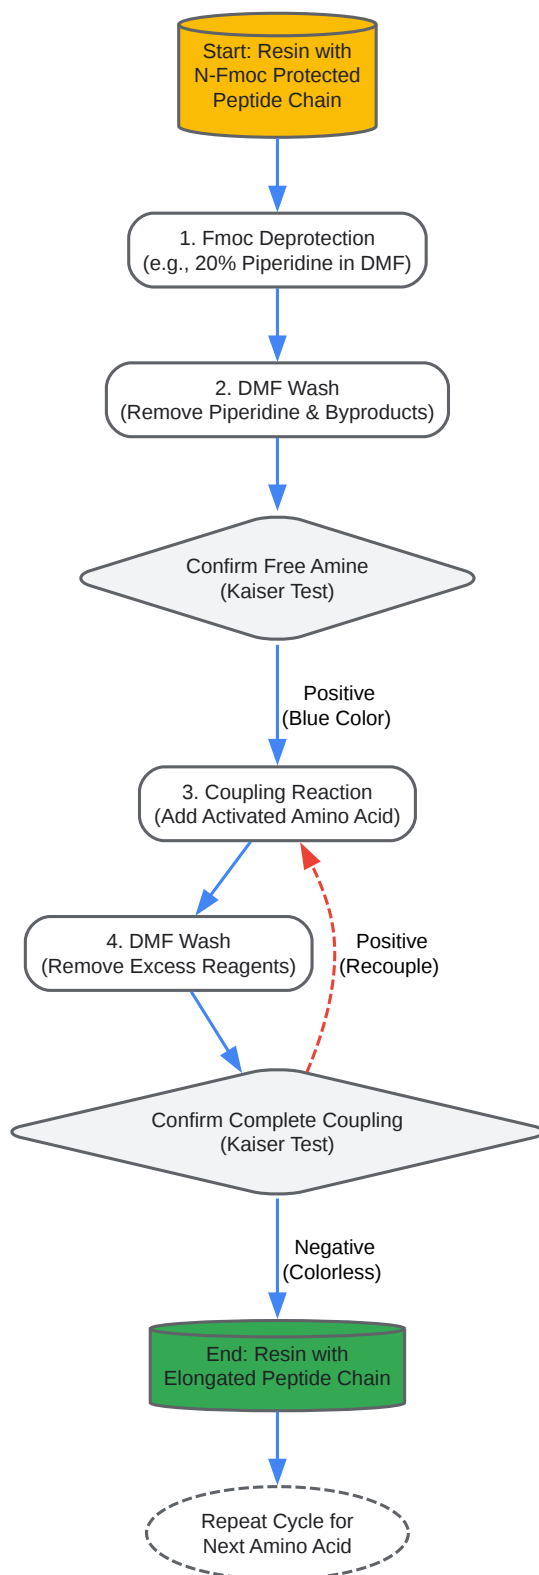 Start: Resin with
N-Fmoc Protected
Peptide Chain
1. Fmoc Deprotection
(e.g., 20% Piperidine in DMF)
2. DMF Wash
(Remove Piperidine & Byproducts)
Confirm Free Amine
(Kaiser Test)
Positive
(Blue Color)
3. Coupling Reaction
(Add Activated Amino Acid)
4. DMF Wash
(Remove Excess Reagents)
Positive
(Recouple)
Confirm Complete Coupling
(Kaiser Test)
Negative
(Colorless)
End: Resin with
Elongated Peptide Chain
Repeat Cycle for
Next Amino Acid